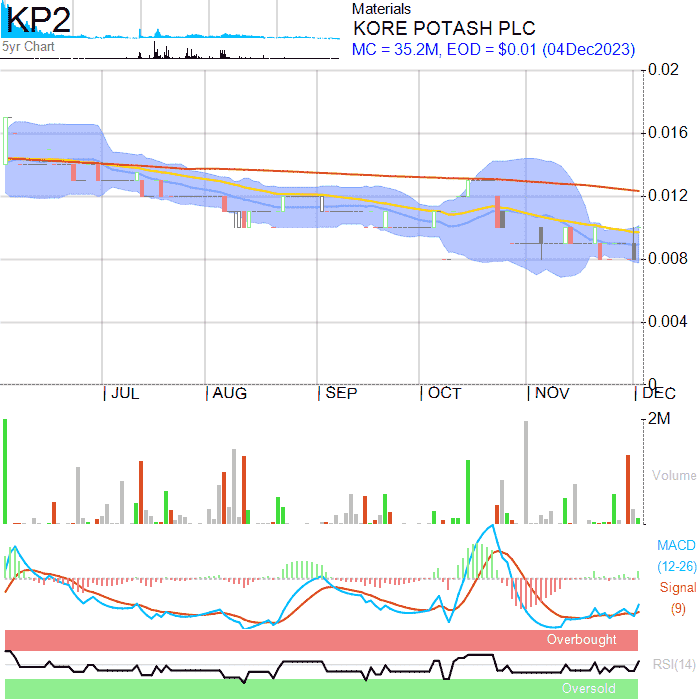 KP2
5yr Chart
Materials
KORE POTASH PLC
MC = 35.2M, EOD = $0.01 (04Dec2023)
0.02
0.016
0.012
0.008
0.004
0
JUL AUG SEP OCT NOV DEC
2M
Volume
MACD
(12-26)
Signal
(9)
Overbought
RSI(14)
Oversold